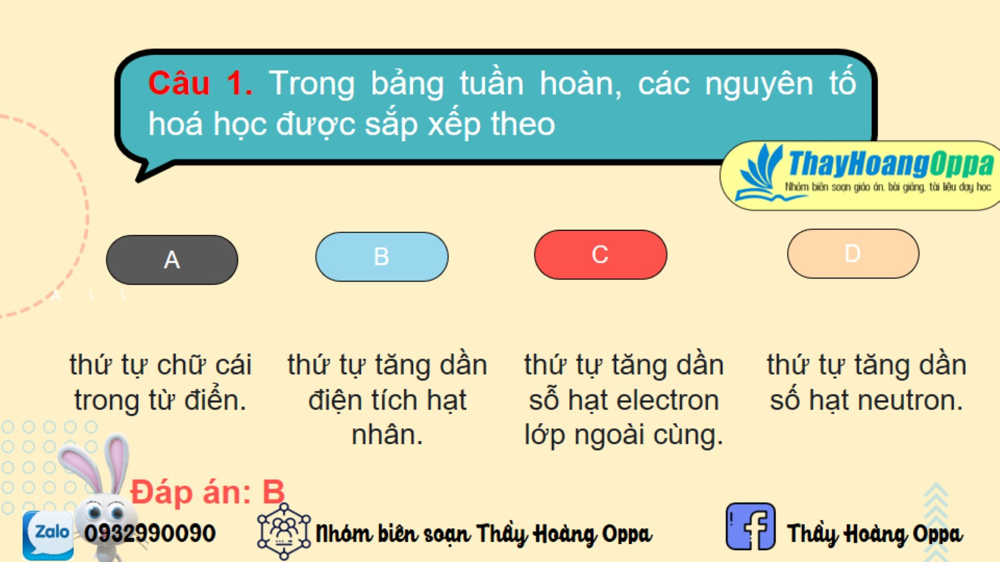 Câu 1. Trong bảng tuần hoàn, các nguyên tố
hoá học được sắp xếp theo
ThayHoangOppa
Nhóm biên soạn giáo án, bài giảng, tài liệu dạy học
A
B
C
D
A \ \
thứ tự chữ cái
trong từ điển.
thứ tự tăng dần
điện tích hạt
nhân.
thứ tự tăng dần
sỗ hạt electron
lớp ngoài cùng.
thứ tự tăng dần
số hạt neutron.
Đáp án: B
Zalo
0932990090
Nhóm biên soạn Thầy Hoàng Oppa
Thầy Hoàng Oppa